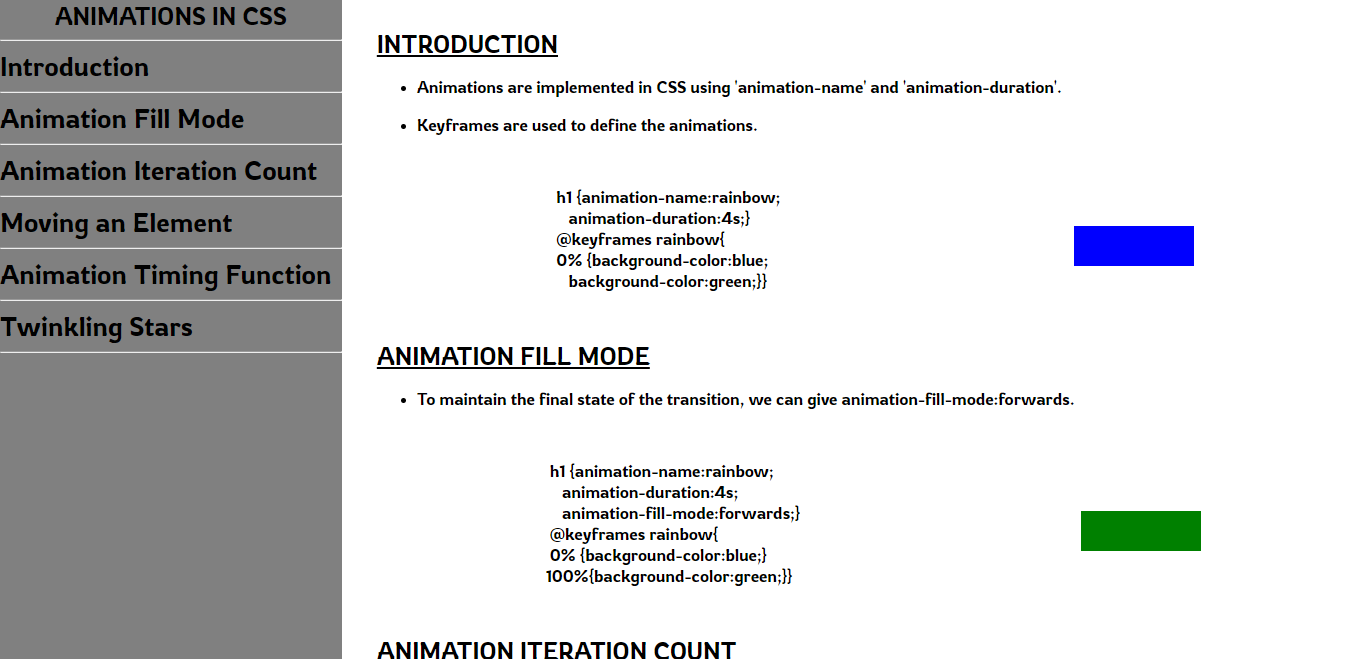 ANIMATIONS IN CSS
Introduction
Animation Fill Mode
Animation Iteration Count
Moving an Element
Animation Timing Function
Twinkling Stars
INTRODUCTION
• Animations are implemented in CSS using 'animation-name' and 'animation-duration'.
• Keyframes are used to define the animations.
h1 {animation-name:rainbow;
animation-duration:4s;}
@keyframes rainbow{
0% {background-color:blue;
background-color:green;}}
ANIMATION FILL MODE
• To maintain the final state of the transition, we can give animation-fill-mode:forwards.
h1 {animation-name:rainbow;
animation-duration:4s;
animation-fill-mode:forwards;}
@keyframes rainbow{
0% {background-color:blue;}
100%{background-color:green;}}
ANIMATION ITERATION COUNT